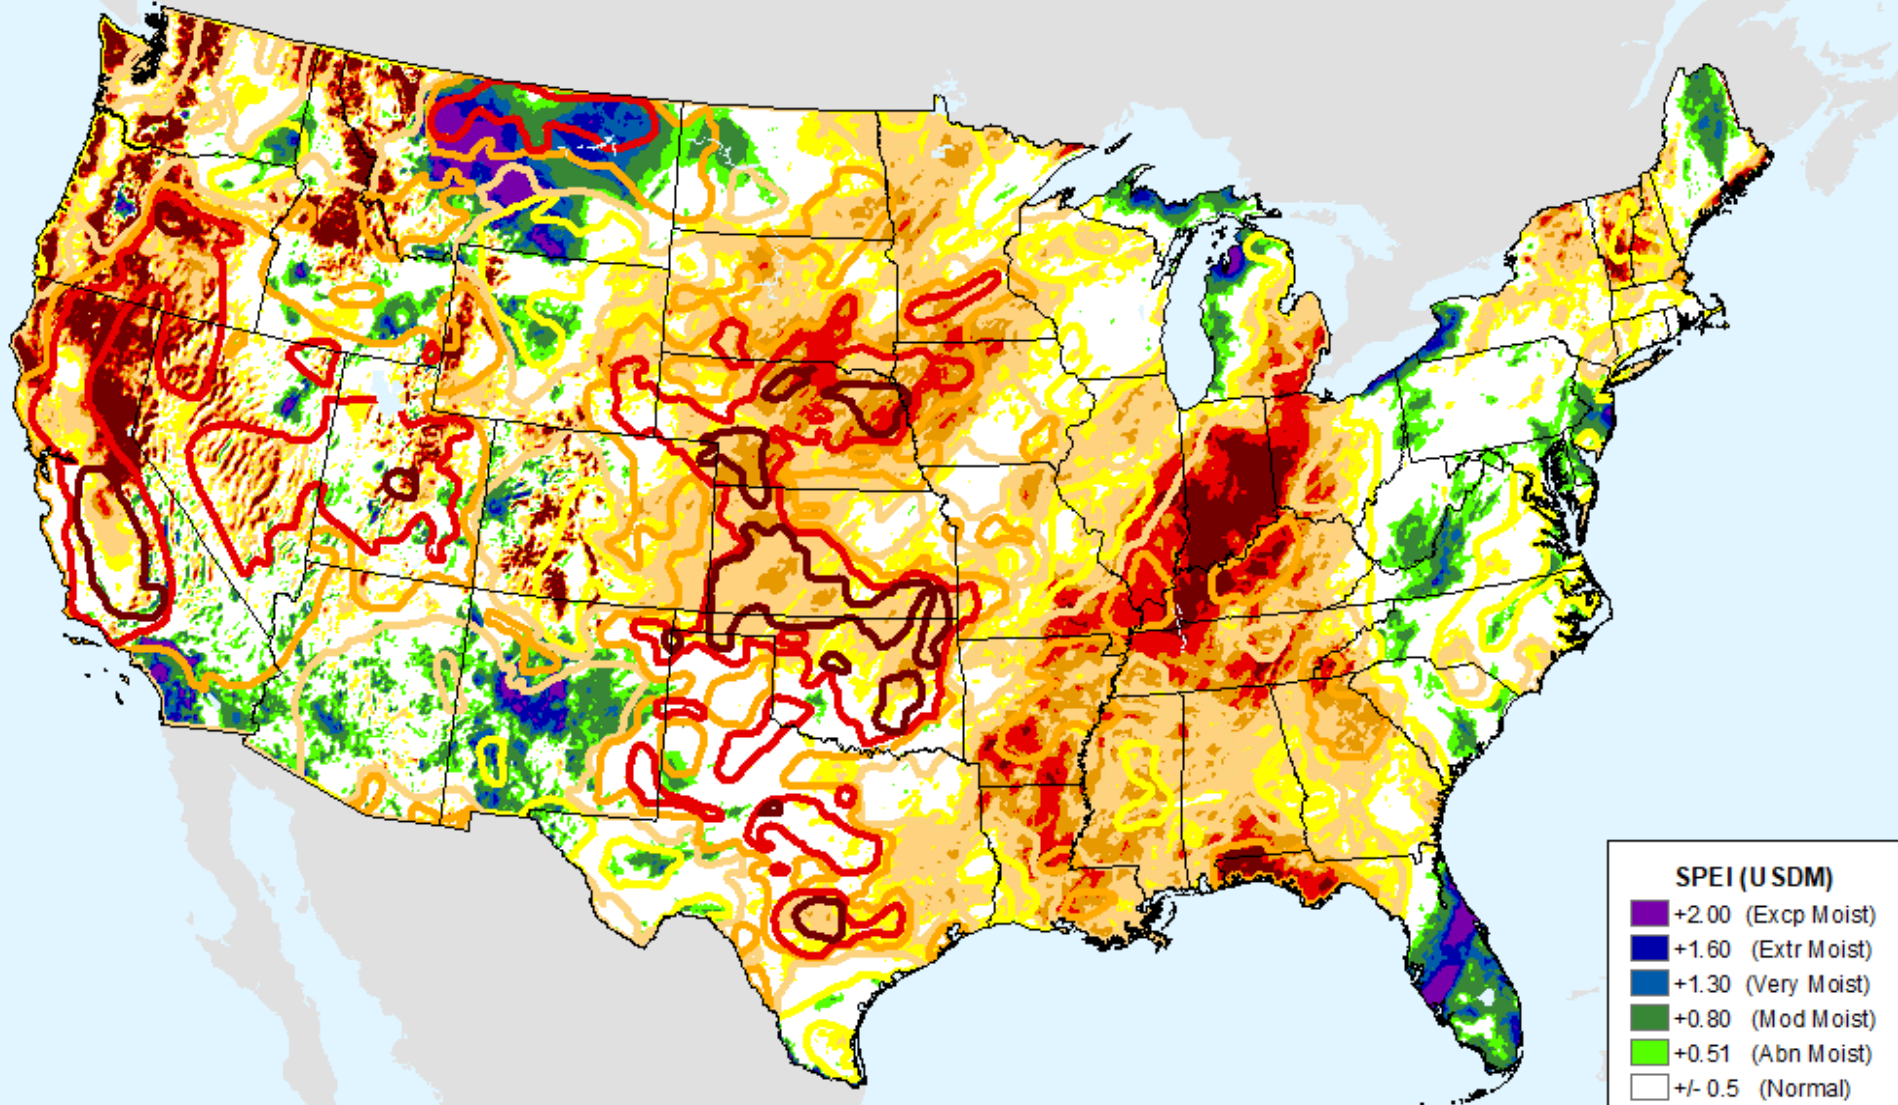 SPEI (USDM)
+2.00 (Excp Moist)
+1.60 (Extr Moist)
+1.30 (Very Moist)
+0.80 (Mod Moist)
+0.51 (Abn Moist)
+/- 0.5 (Normal)